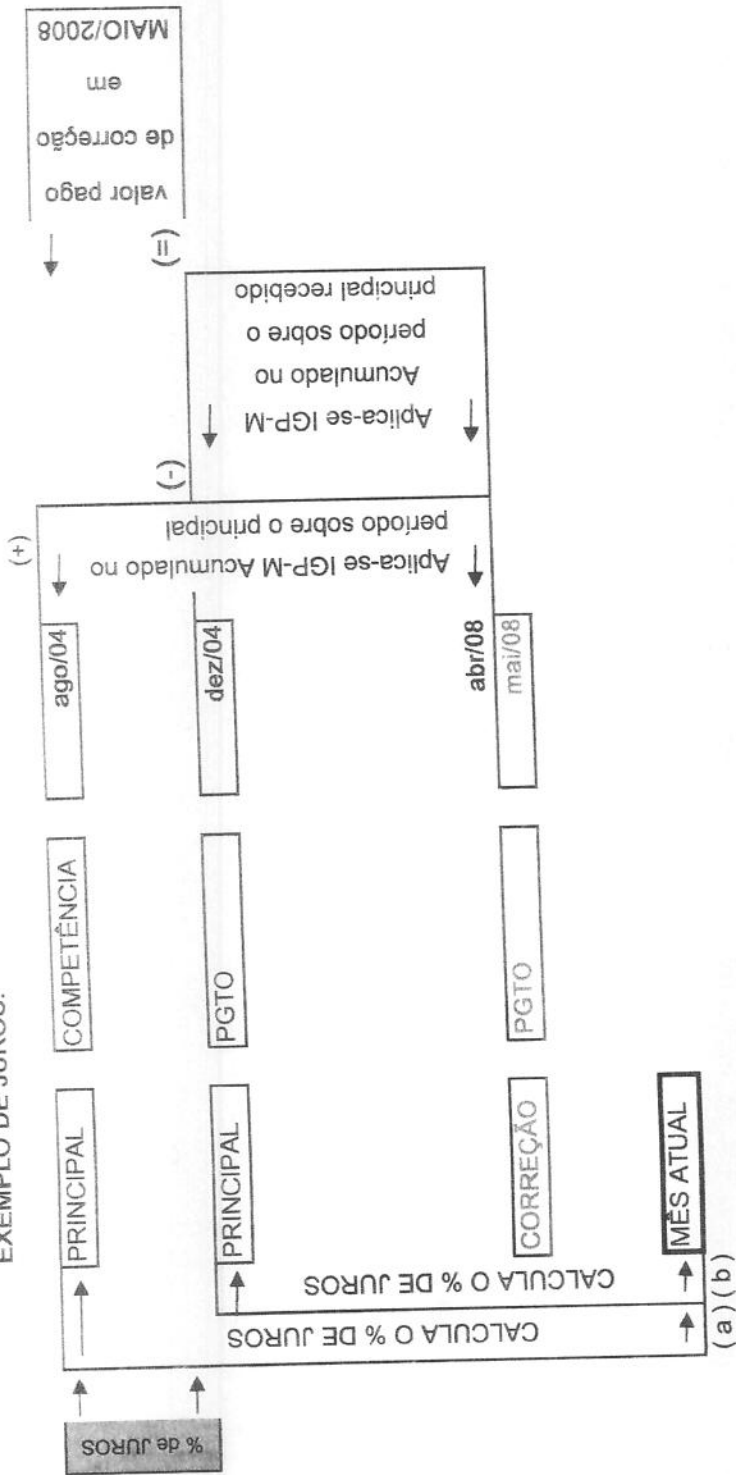 EXEMPLO DE JUROS:
% de JUROS
PRINCIPAL
COMPETÊNCIA
ago/04
(+)
Aplica-se IGP-M Acumulado no
período sobre o principal
PRINCIPAL
PGTO
dez/04
(-)
Aplica-se IGP-M
Acumulado no
período sobre o
principal recebido
(=)
valor pago
de correção
em
MAIO/2008
abr/08
CORREÇÃO
PGTO
mai/08
MÊS ATUAL
CALCULA O % DE JUROS
CALCULA O % DE JUROS
(a) (b)